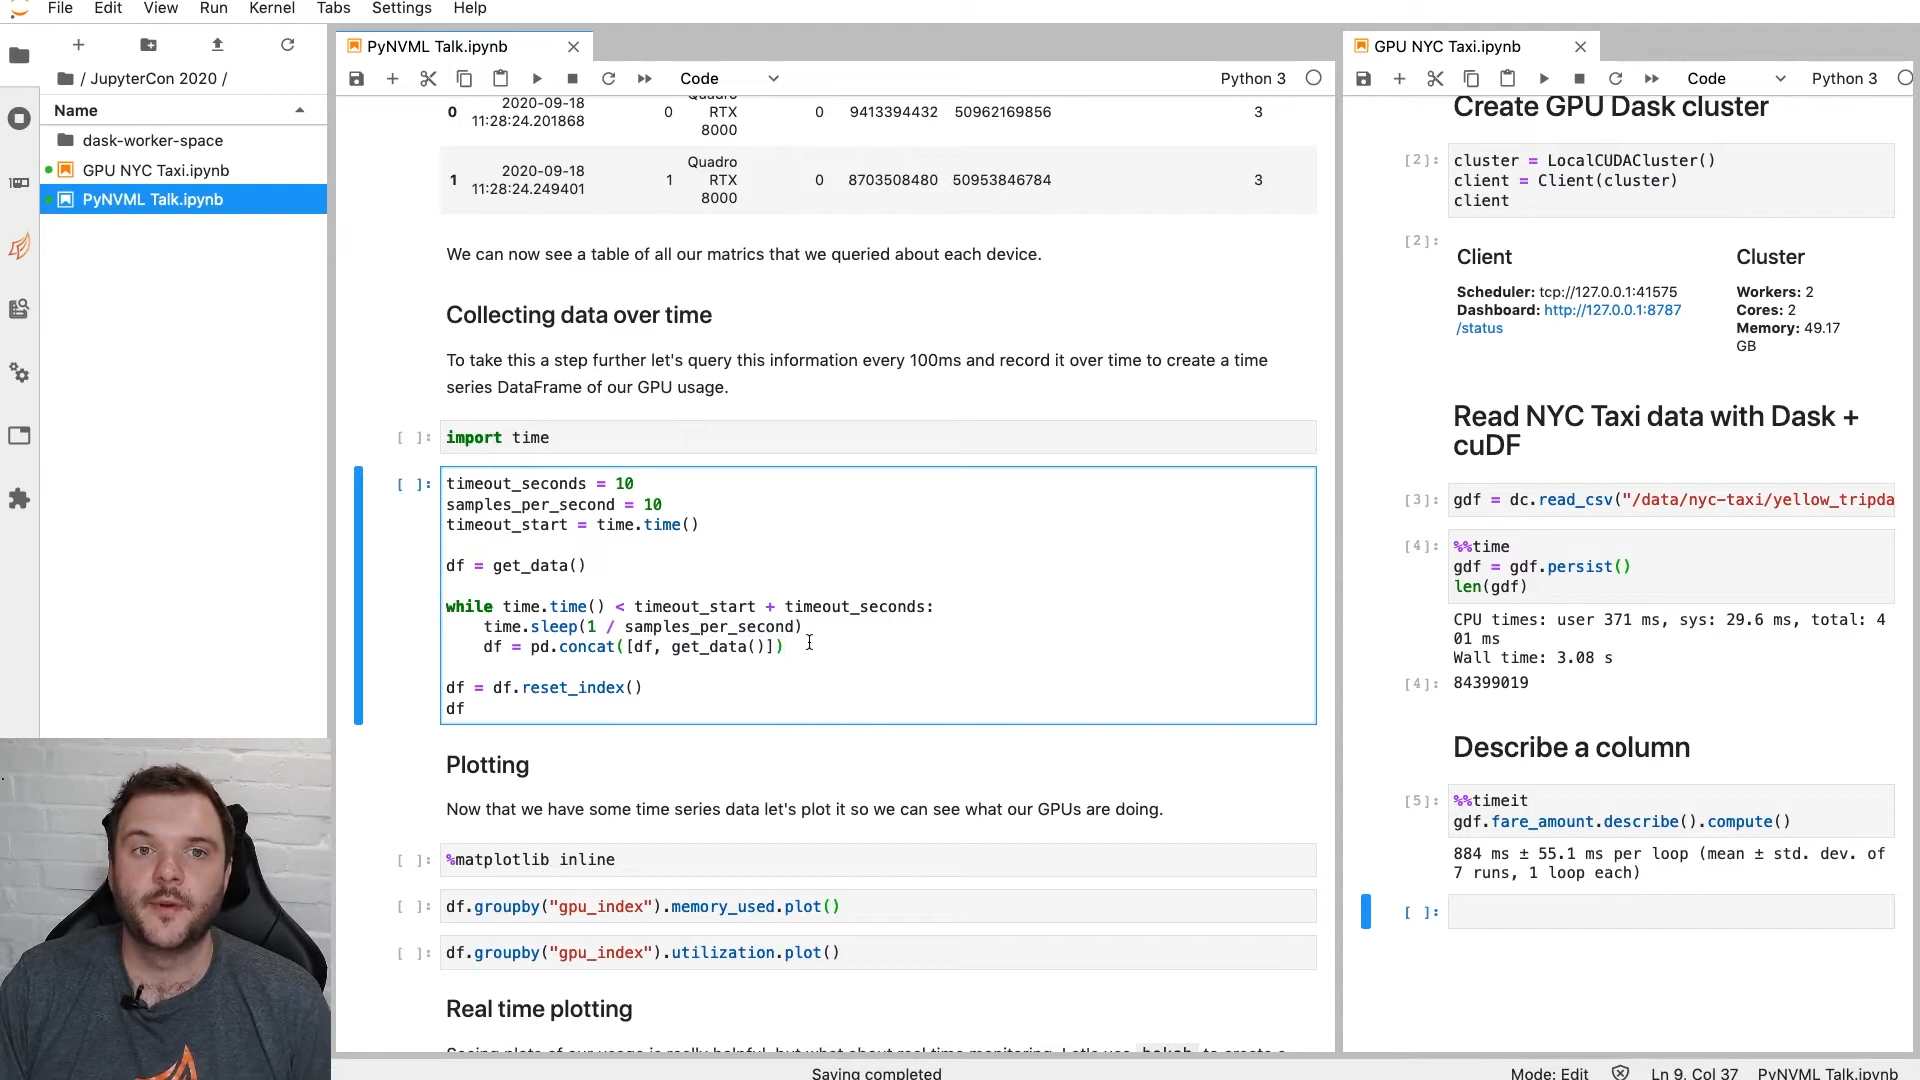 File Edit View Run Kernel Tabs Settings Help
/ JupyterCon 2020 /
Name
dask-worker-space
GPU NYC Taxi.ipynb
PyNVML Talk.ipynb
PyNVML Talk.ipynb
Code
Python 3
Quadro
0 2020-09-18 0 RTX 0 9413394432 50962169856 3
11:28:24.201868 8000
Quadro
1 2020-09-18 1 RTX 0 8703508480 50953846784 3
11:28:24.249401 8000
We can now see a table of all our matrics that we queried about each device.
Collecting data over time
To take this a step further let's query this information every 100ms and record it over time to create a time
series DataFrame of our GPU usage.
[ ]: import time
[ ]: timeout_seconds = 10
samples_per_second = 10
timeout_start = time.time()
df = get_data()
while time.time() < timeout_start + timeout_seconds:
time.sleep(1 / samples_per_second)
df = pd.concat([df, get_data()])
df = df.reset_index()
df
Plotting
Now that we have some time series data let's plot it so we can see what our GPUs are doing.
[ ]: %matplotlib inline
[ ]: df.groupby("gpu_index").memory_used.plot()
[ ]: df.groupby("gpu_index").utilization.plot()
Real time plotting
GPU NYC Taxi.ipynb
Code
Python 3
Create GPU Dask cluster
[2]: cluster = LocalCUDACluster()
client = Client(cluster)
client
[2]:
Client
Scheduler: tcp://127.0.0.1:41575
Dashboard: http://127.0.0.1:8787
/status
Cluster
Workers: 2
Cores: 2
Memory: 49.17
GB
Read NYC Taxi data with Dask +
cuDF
[3]: gdf = dc.read_csv("/data/nyc-taxi/yellow_tripda
[4]: %%time
gdf = gdf.persist()
len(gdf)
CPU times: user 371 ms, sys: 29.6 ms, total: 4
01 ms
Wall time: 3.08 s
[4]: 84399019
Describe a column
[5]: %%timeit
gdf.fare_amount.describe().compute()
884 ms ± 55.1 ms per loop (mean ± std. dev. of
7 runs, 1 loop each)
[ ]:
Saving completed
Mode: Edit Ln 9, Col 37 PyNVML Talk.ipynb